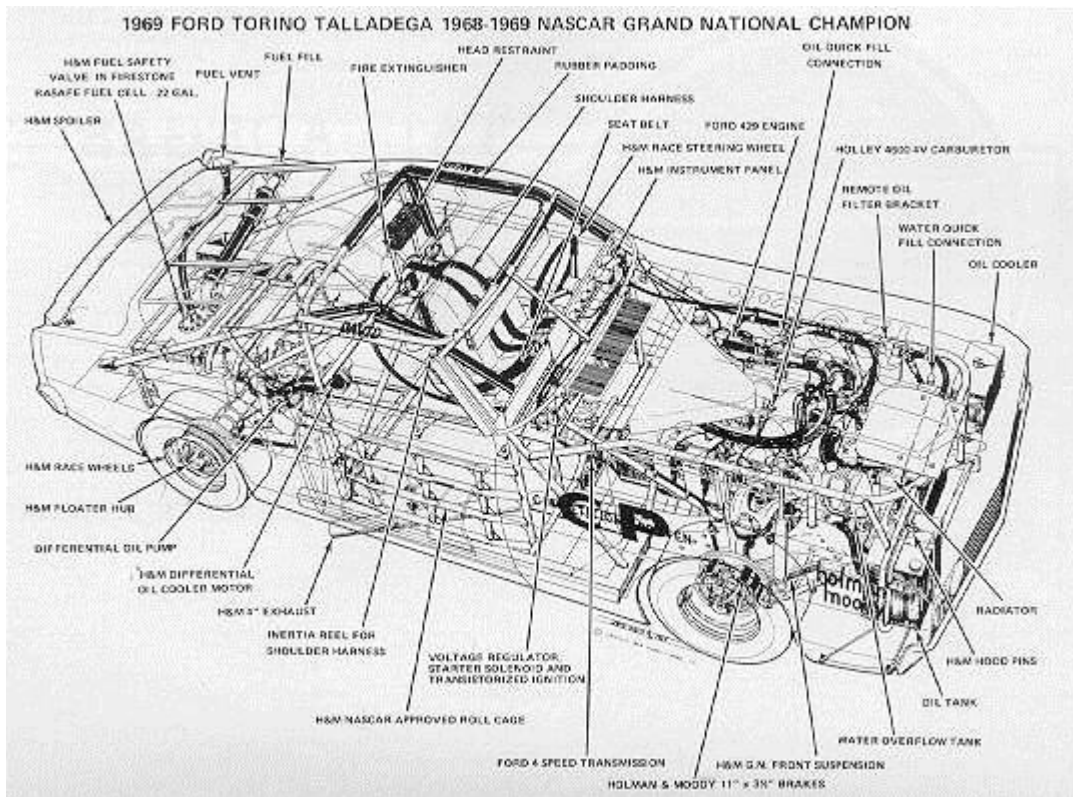 1969 FORD TORINO TALLADEGA 1968-1969 NASCAR GRAND NATIONAL CHAMPION
H&M FUEL SAFETY
VALVE IN FIRESTONE
RASAFE FUEL CELL 22 GAL.
H&M SPOILER
FUEL VENT
FUEL FILL
FIRE EXTINGUISHER
HEAD RESTRAINT
RUBBER PADDING
SHOULDER HARNESS
SEAT BELT
H&M RACE STEERING WHEEL
H&M INSTRUMENT PANEL
FORD 429 ENGINE
OIL QUICK FILL
CONNECTION
HOLLEY 4500 4V CARBURETOR
REMOTE OIL
FILTER BRACKET
WATER QUICK
FILL CONNECTION
OIL COOLER
H&M RACE WHEELS
H&M FLOATER HUB
DIFFERENTIAL OIL PUMP
H&M DIFFERENTIAL
OIL COOLER MOTOR
H&M 4" EXHAUST
INERTIA REEL FOR
SHOULDER HARNESS
H&M NASCAR APPROVED ROLL CAGE
VOLTAGE REGULATOR,
STARTER SOLENOID AND
TRANSISTORIZED IGNITION
FORD 4 SPEED TRANSMISSION
HOLMAN & MOODY 11" x 3½" BRAKES
H&M G.N. FRONT SUSPENSION
WATER OVERFLOW TANK
OIL TANK
H&M HOOD PINS
RADIATOR
holman
moody